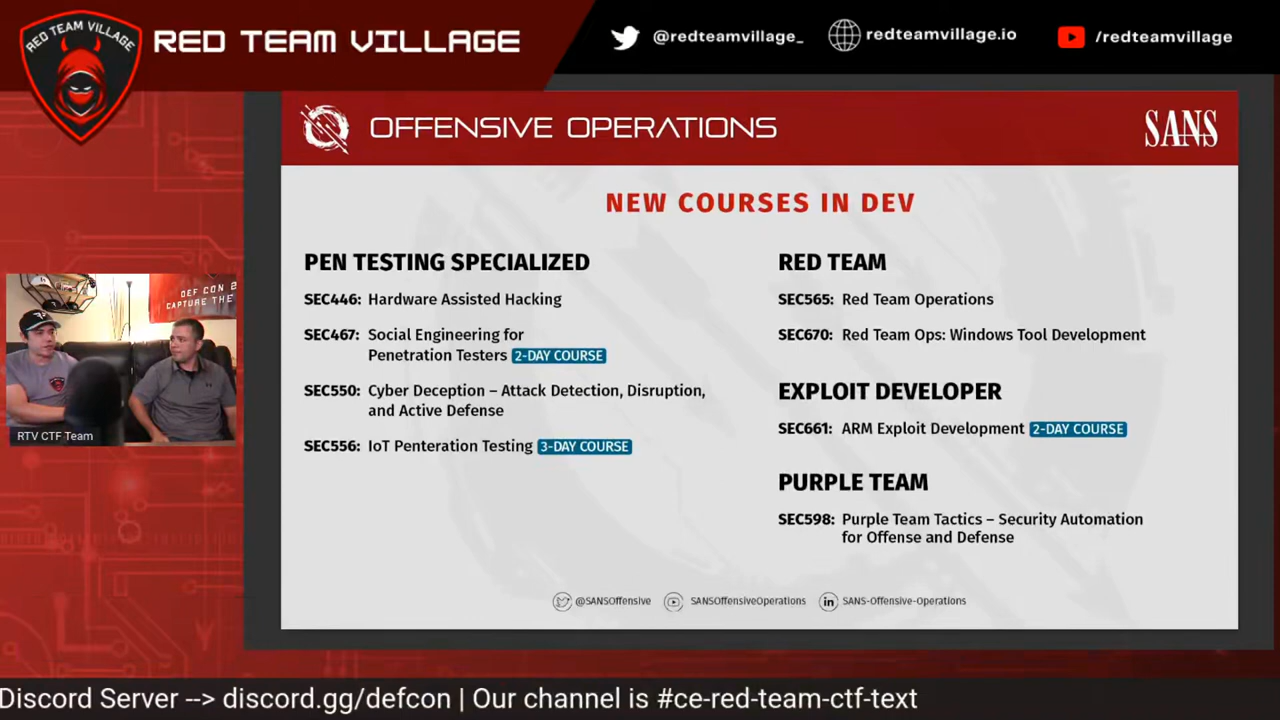 RED TEAM VILLAGE
RED TEAM VILLAGE
@redteamvillage_
redteamvillage.io
/redteamvillage
OFFENSIVE OPERATIONS
SANS
NEW COURSES IN DEV
PEN TESTING SPECIALIZED
SEC446: Hardware Assisted Hacking
SEC467: Social Engineering for
Penetration Testers 2-DAY COURSE
SEC550: Cyber Deception – Attack Detection, Disruption,
and Active Defense
SEC556: IoT Penteration Testing 3-DAY COURSE
RED TEAM
SEC565: Red Team Operations
SEC670: Red Team Ops: Windows Tool Development
EXPLOIT DEVELOPER
SEC661: ARM Exploit Development 2-DAY COURSE
PURPLE TEAM
SEC598: Purple Team Tactics – Security Automation
for Offense and Defense
@SANSOffensive
SANSOffensiveOperations
SANS-Offensive-Operations
DEF CON 2
CAPTURE THE
RTV CTF Team
Discord Server --> discord.gg/defcon | Our channel is #ce-red-team-ctf-text